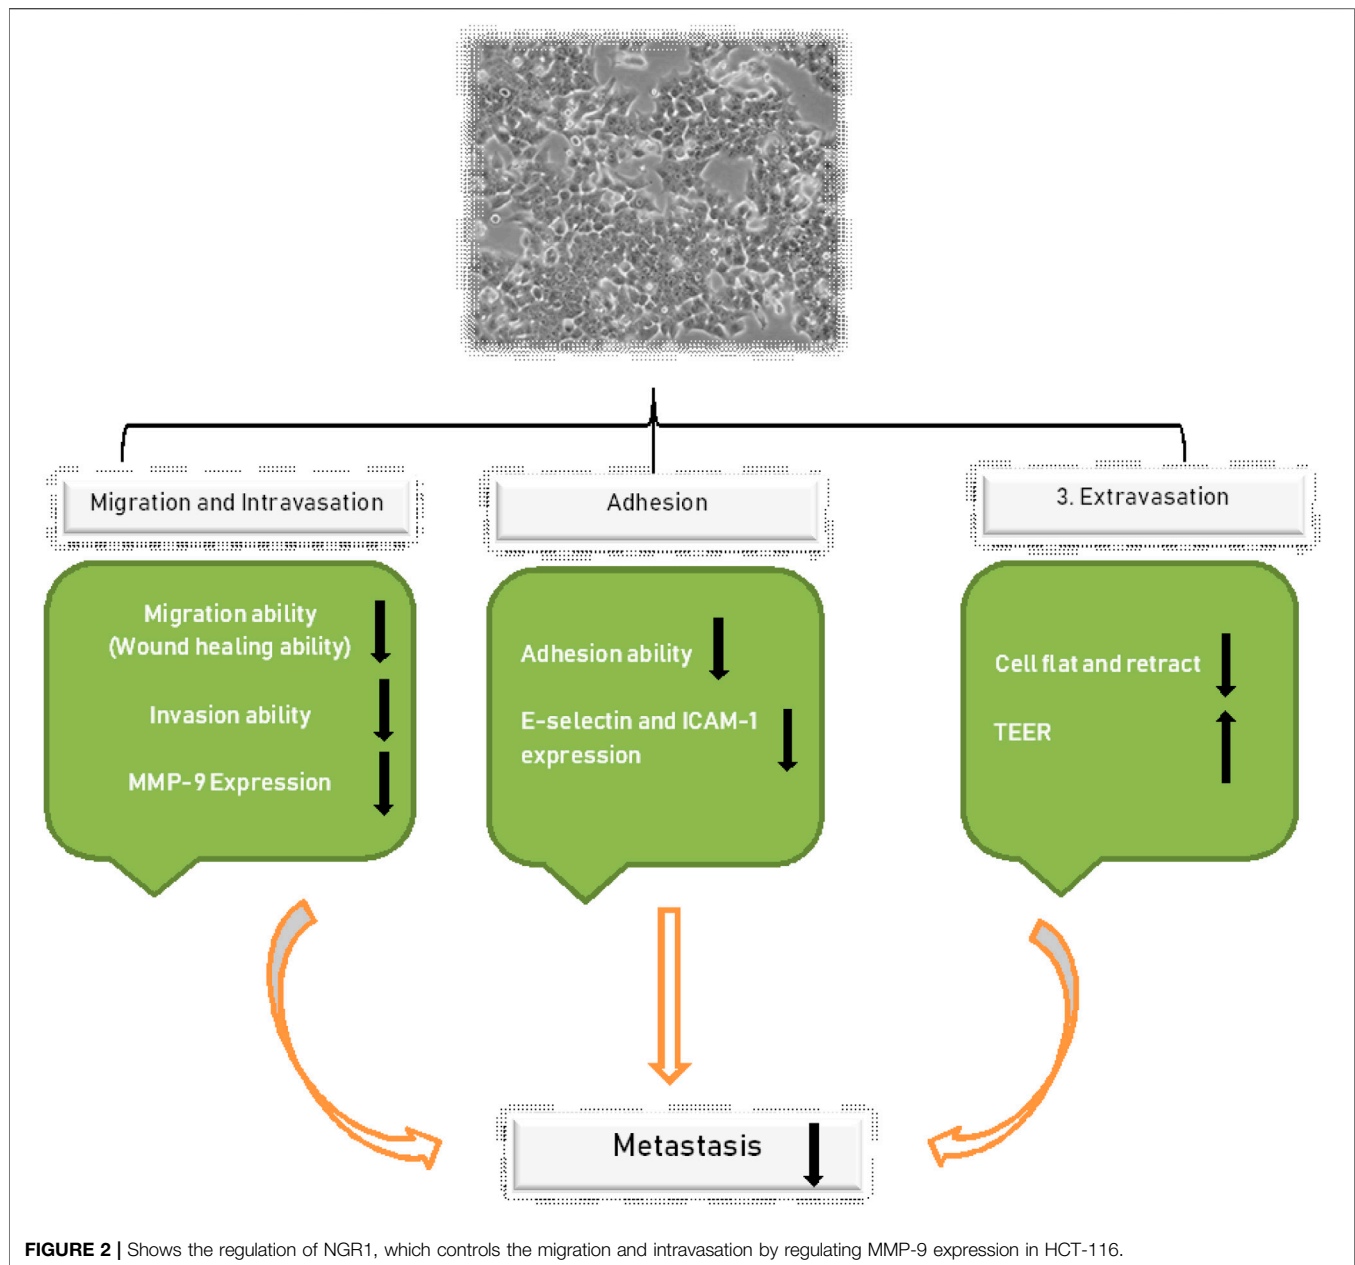 Migration and Intravasation
Adhesion
3. Extravasation
Migration ability
(Wound healing ability)
Invasion ability
MMP-9 Expression
Adhesion ability
E-selectin and ICAM-1
expression
Cell flat and retract
TEER
Metastasis
FIGURE 2 | Shows the regulation of NGR1, which controls the migration and intravasation by regulating MMP-9 expression in HCT-116.